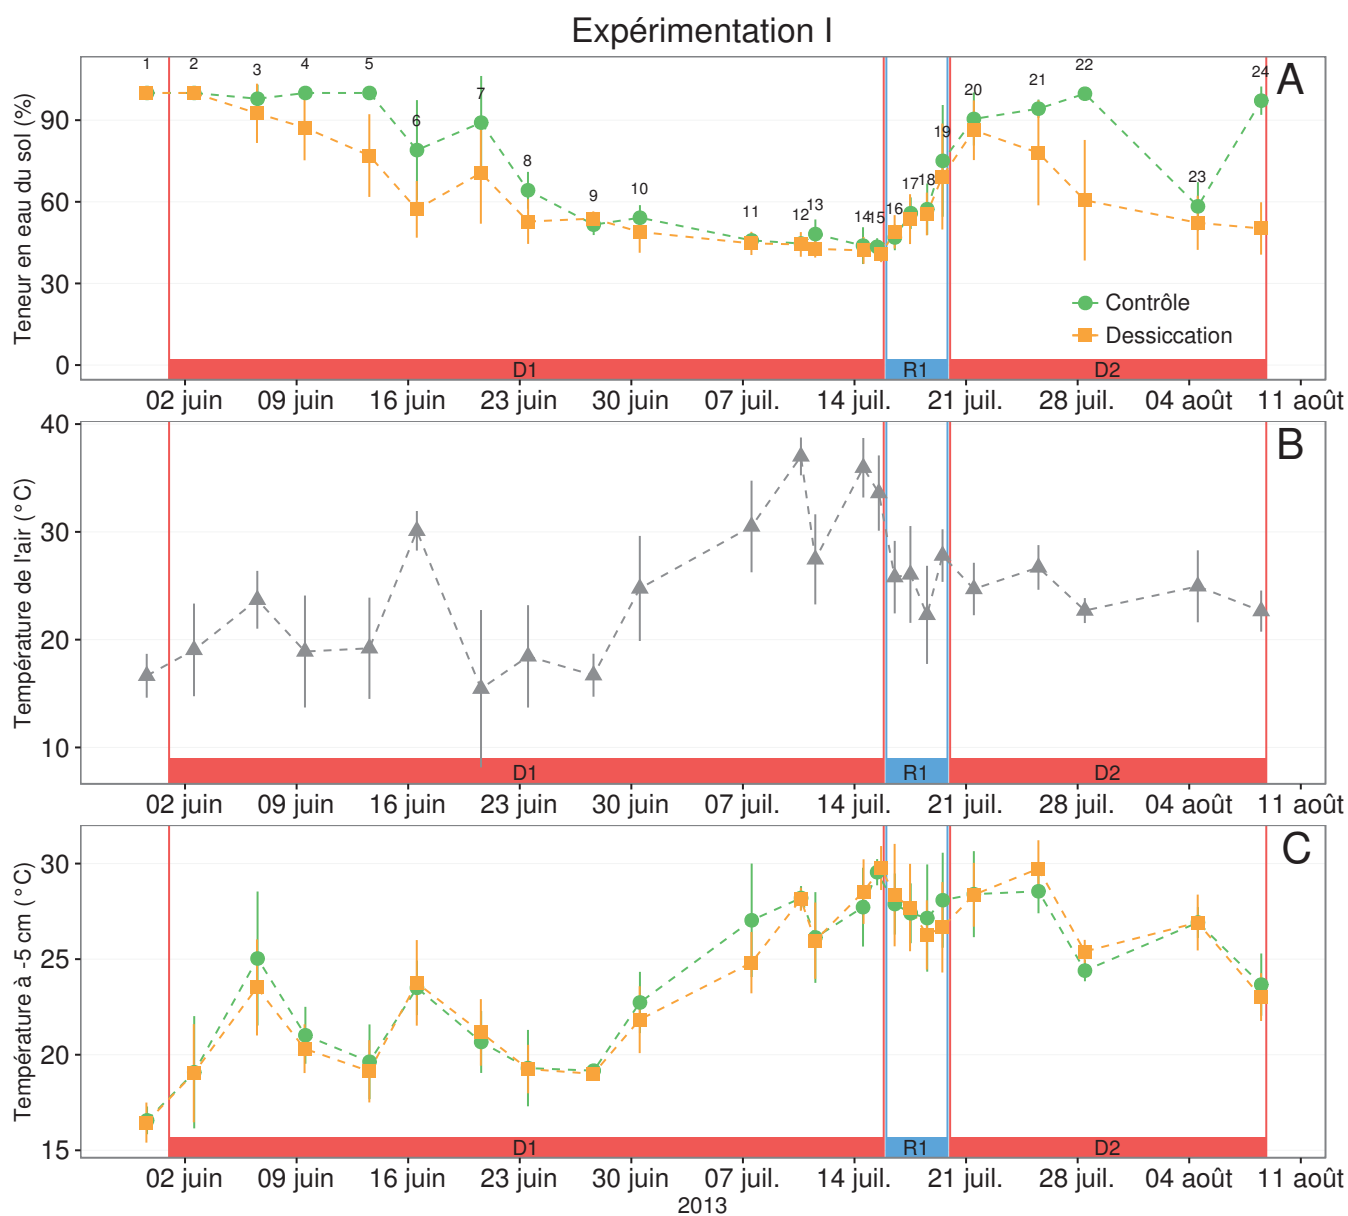 Expérimentation I
A
Teneur en eau du sol (%)
90
60
30
0
1 2 3 4 5 6 7 8 9 10 11 12 13 14 15 16 17 18 19 20 21 22 23 24
Contrôle
Dessiccation
D1 R1 D2
02 juin 09 juin 16 juin 23 juin 30 juin 07 juil. 14 juil. 21 juil. 28 juil. 04 août 11 août
B
Température de l'air (°C)
40
30
20
10
D1 R1 D2
02 juin 09 juin 16 juin 23 juin 30 juin 07 juil. 14 juil. 21 juil. 28 juil. 04 août 11 août
C
Température à -5 cm (°C)
30
25
20
15
D1 R1 D2
02 juin 09 juin 16 juin 23 juin 30 juin 07 juil. 14 juil. 21 juil. 28 juil. 04 août 11 août
2013